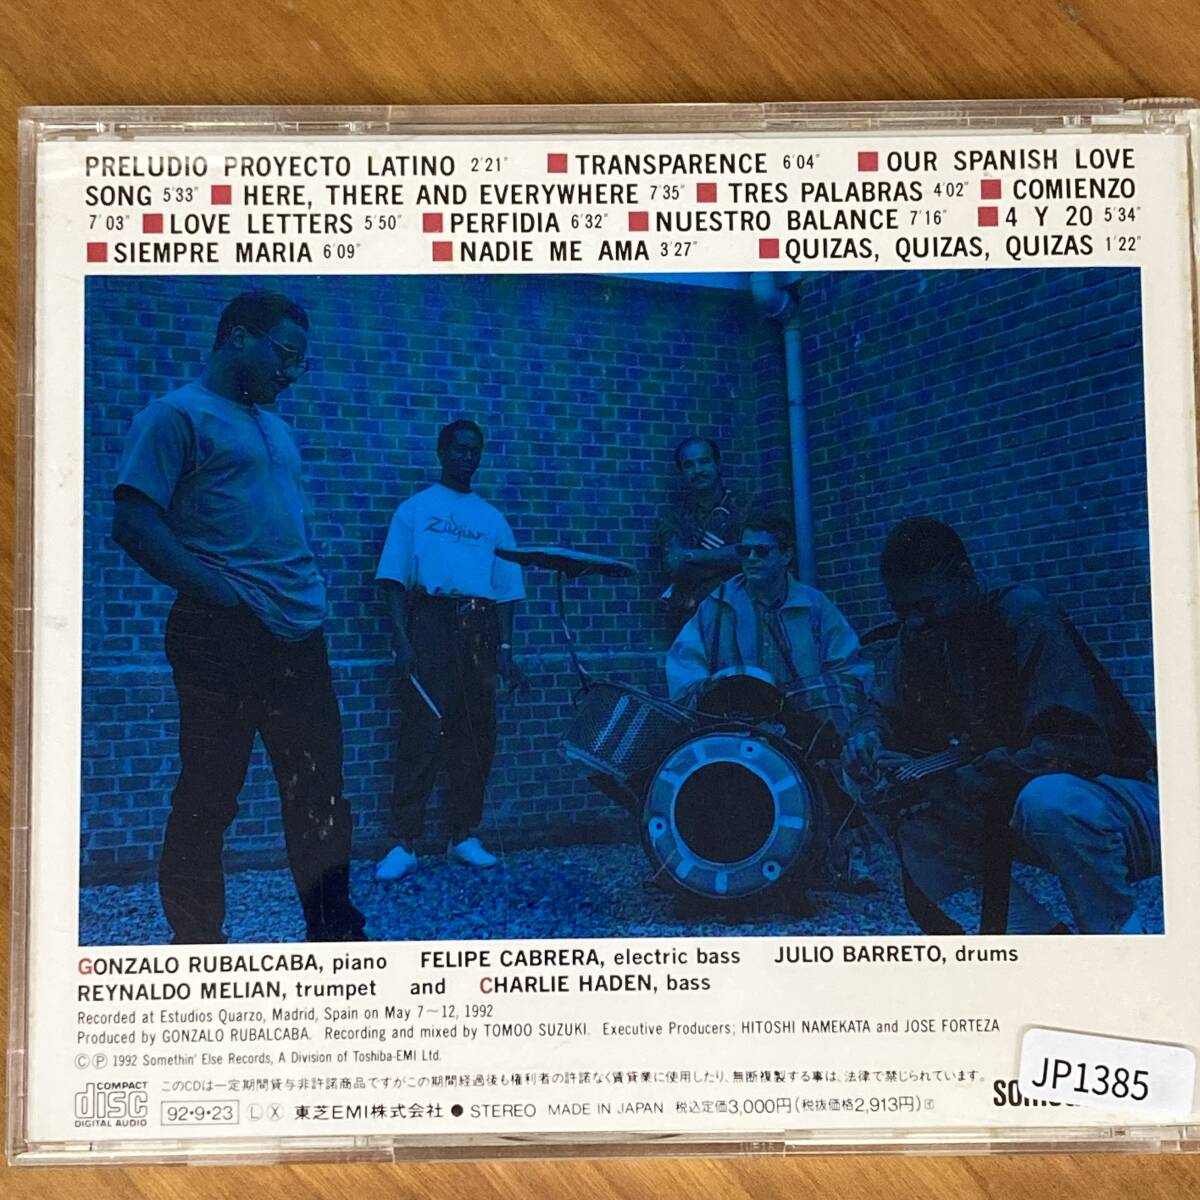 PRELUDIO PROYECTO LATINO 2'21" ■ TRANSPARENCE 6'04" ■ OUR SPANISH LOVE
SONG 5'33" ■ HERE, THERE AND EVERYWHERE 7'35" ■ TRES PALABRAS 4'02" ■ COMIENZO
7'03" ■ LOVE LETTERS 5'50" ■ PERFIDIA 6'32" ■ NUESTRO BALANCE 7'16" ■ 4 Y 20 5'34"
■ SIEMPRE MARIA 6'09" ■ NADIE ME AMA 3'27" ■ QUIZAS, QUIZAS, QUIZAS 1'22"
Zildjian
GONZALO RUBALCABA, piano FELIPE CABRERA, electric bass JULIO BARRETO, drums
REYNALDO MELIAN, trumpet and CHARLIE HADEN, bass
Recorded at Estudios Quarzo, Madrid, Spain on May 7〜12, 1992
Produced by GONZALO RUBALCABA. Recording and mixed by TOMOO SUZUKI. Executive Producers; HITOSHI NAMEKATA and JOSE FORTEZA
Ⓒ Ⓟ 1992 Somethin' Else Records, A Division of Toshiba-EMI Ltd.
このCDは一定期間貸与非許諾商品ですがこの期間経過後も権利者の許諾なく賃貸業に使用したり、無断複製する事は、法律で禁じられています。
COMPACT
disc
DIGITAL AUDIO
92・9・23 Ⓛ Ⓧ 東芝EMI株式会社 ● STEREO MADE IN JAPAN 税込定価3,000円(税抜価格2,913円)
JP1385